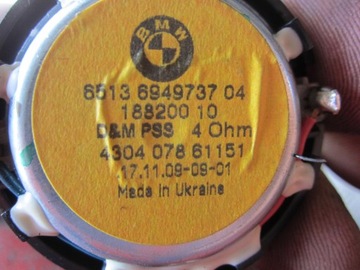 BMW
6513 6949737 04
188200 10
D&M PSS 4 Ohm
4304 078 61151
17.11.09-09-01
Made in Ukraine